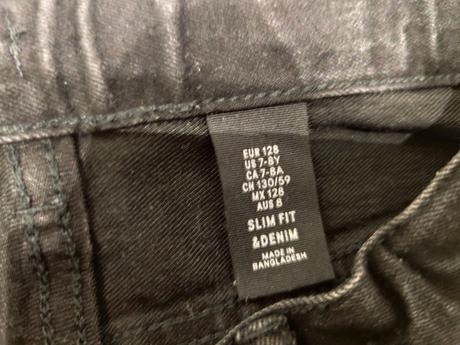 EUR 128
US 7-8Y
CA 7-8A
CN 130/59
MX 128
AUS 8
SLIM FIT
&DENIM
MADE IN
BANGLADESH